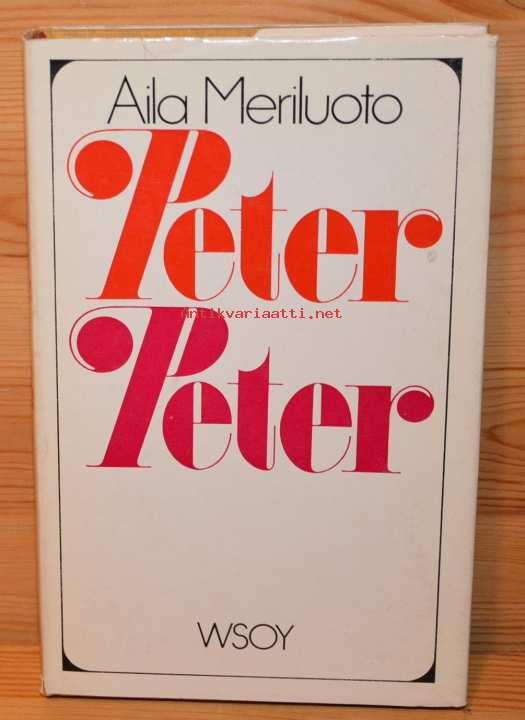 Aila Meriluoto
Peter
antikvariaatti.net
Peter
WSOY